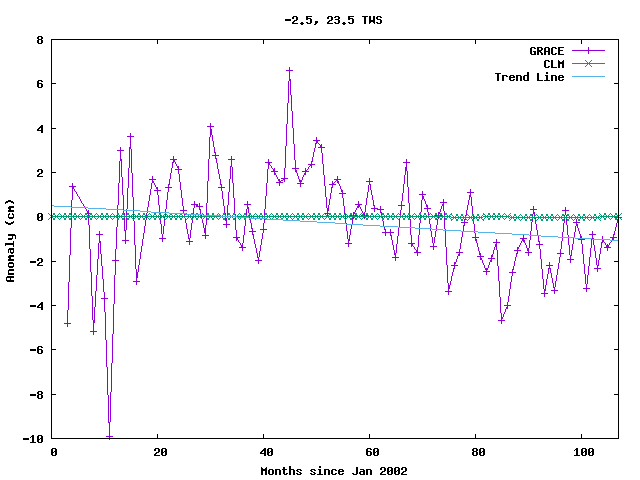 -2.5, 23.5 TWS
GRACE
CLM
Trend Line
8
6
4
2
0
-2
-4
-6
-8
-10
Anomaly (cm)
0 20 40 60 80 100
Months since Jan 2002